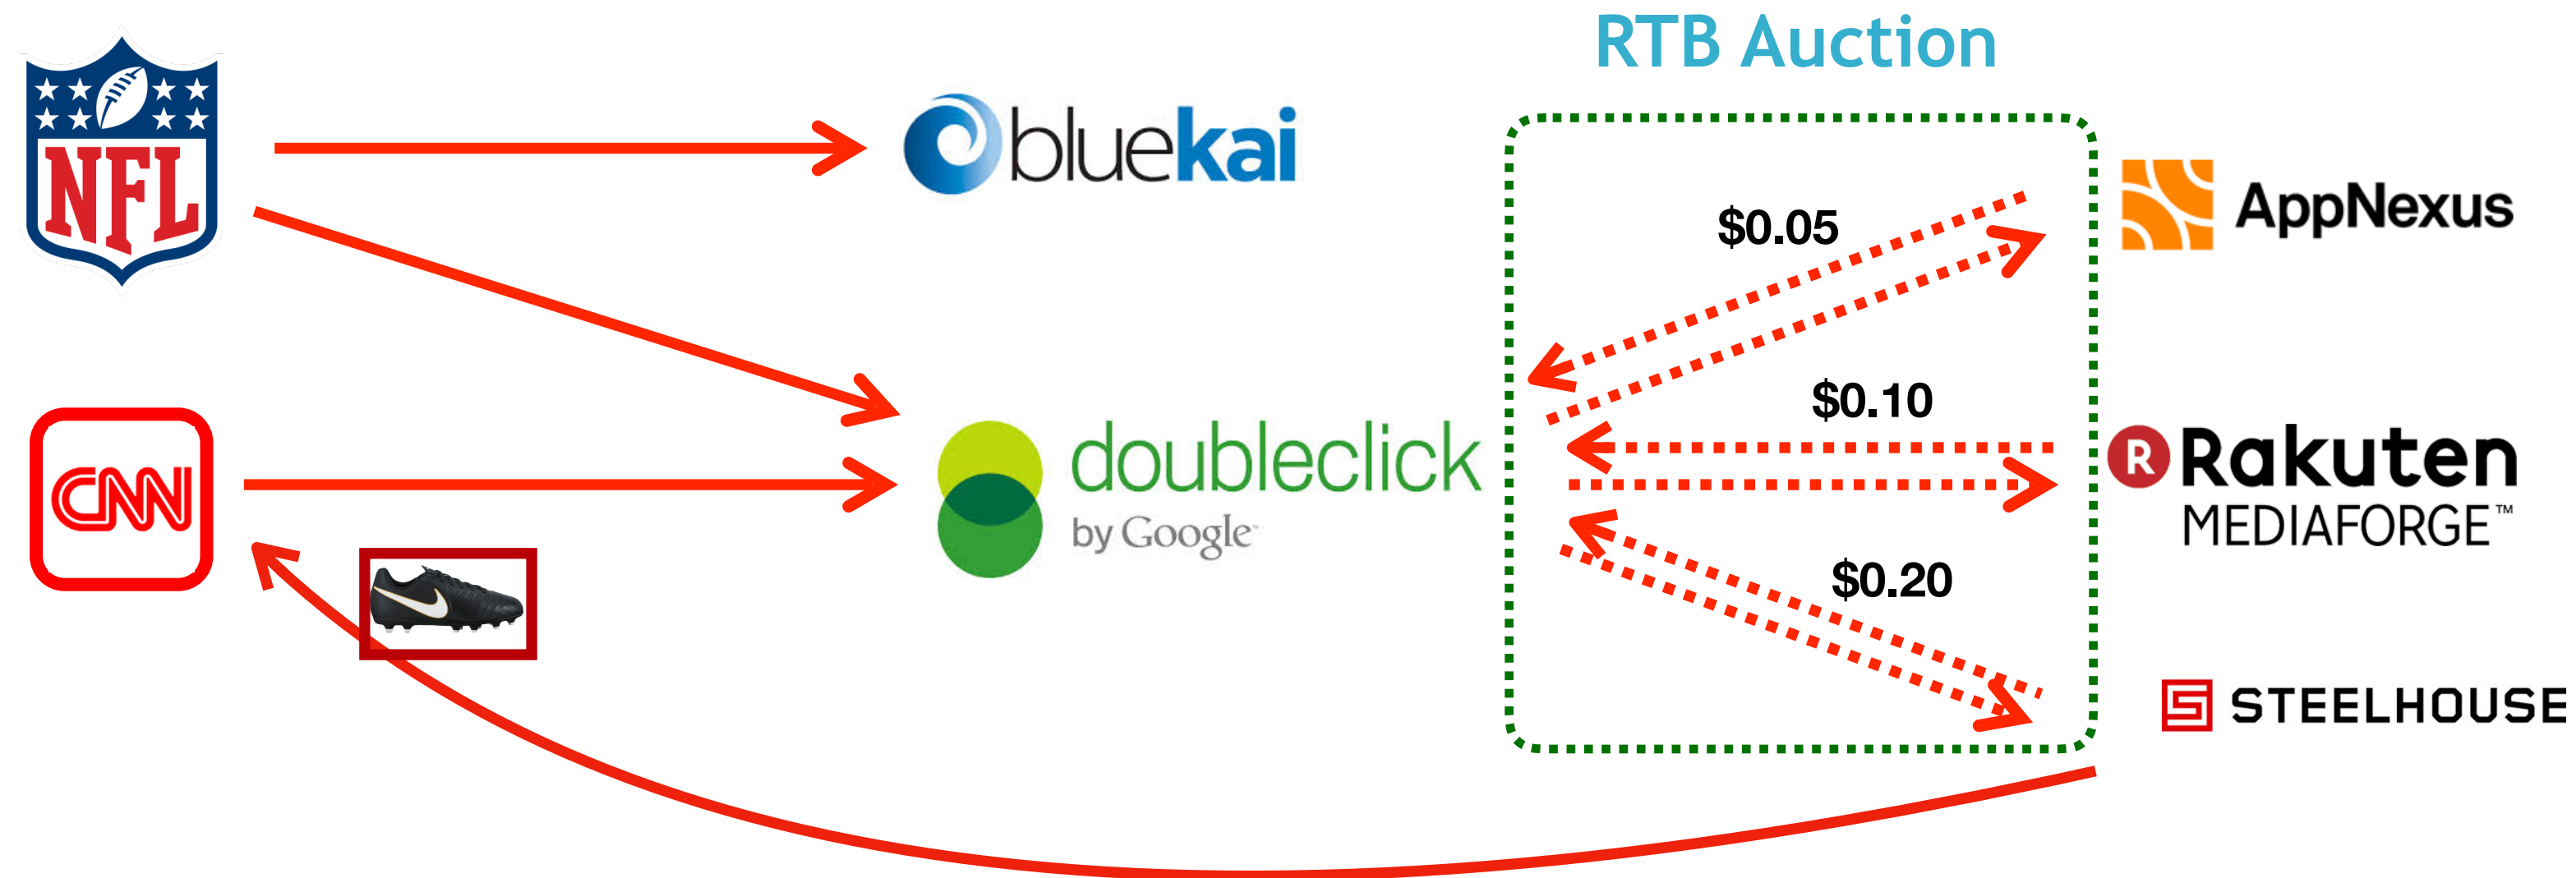 RTB Auction
NFL
bluekai
$0.05
AppNexus
CNN
doubleclick
by Google
$0.10
R Rakuten
MEDIAFORGE™
$0.20
STEELHOUSE